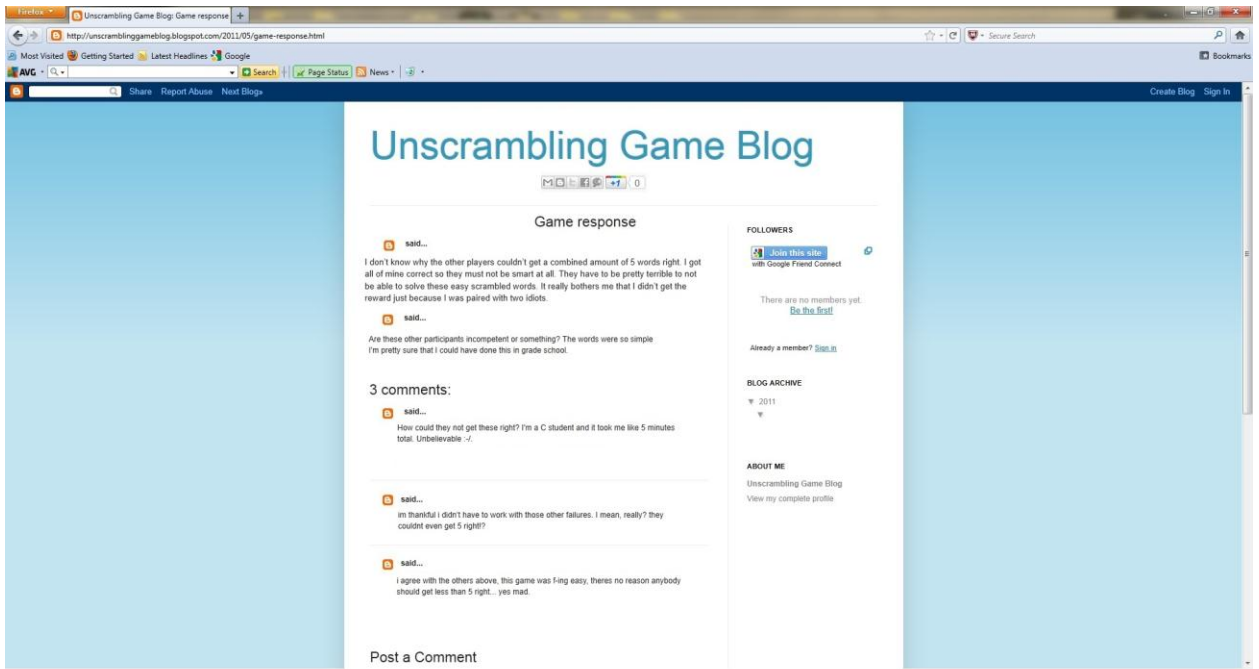 Firefox
Unscrambling Game Blog: Game response
http://unscramblinggameblog.blogspot.com/2011/05/game-response.html
Secure Search
Most Visited Getting Started Latest Headlines Google
Bookmarks
AVG Search Page Status News
Share Report Abuse Next Blog»
Create Blog Sign In
Unscrambling Game Blog
+1 0
Game response
said...
I don't know why the other players couldn't get a combined amount of 5 words right. I got
all of mine correct so they must not be smart at all. They have to be pretty terrible to not
be able to solve these easy scrambled words. It really bothers me that I didn't get the
reward just because I was paired with two idiots.
said...
Are these other participants incompetent or something? The words were so simple
I'm pretty sure that I could have done this in grade school.
3 comments:
said...
How could they not get these right? I'm a C student and it took me like 5 minutes
total. Unbelievable :-/.
said...
im thankful i didn't have to work with those other failures. I mean, really? they
couldnt even get 5 right!?
said...
i agree with the others above, this game was f-ing easy, theres no reason anybody
should get less than 5 right... yes mad.
Post a Comment
FOLLOWERS
Join this site
with Google Friend Connect
There are no members yet.
Be the first!
Already a member? Sign in
BLOG ARCHIVE
▼ 2011
▼
ABOUT ME
Unscrambling Game Blog
View my complete profile